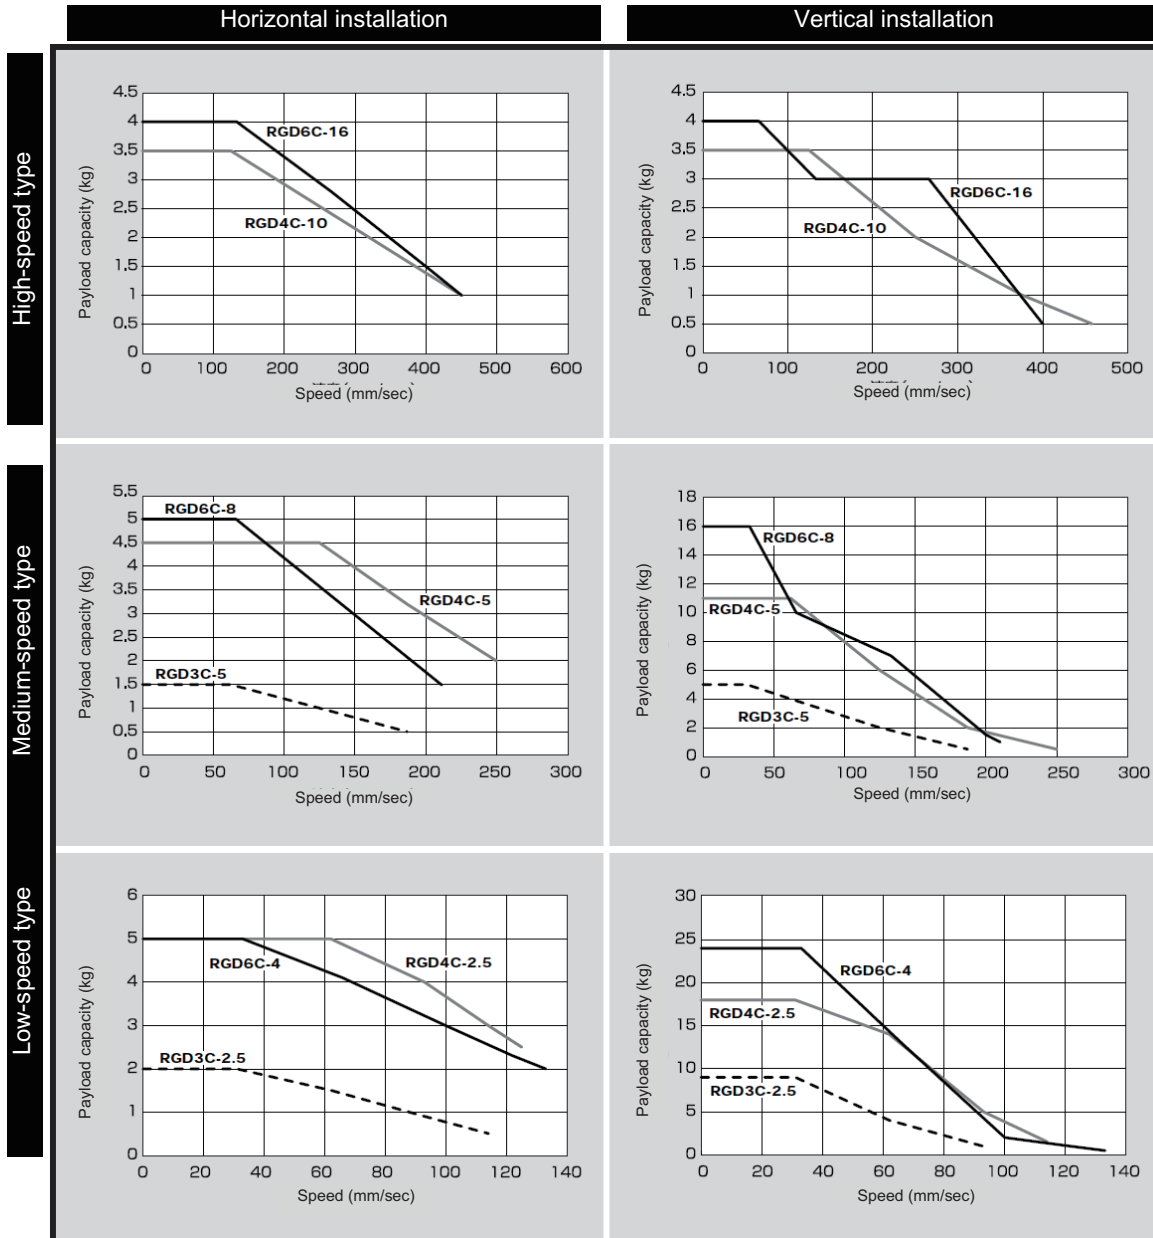 Horizontal installation
Vertical installation
High-speed type
4.5
4
3.5
3
2.5
2
1.5
1
0.5
0
Payload capacity (kg)
RGD6C-16
RGD4C-10
0 100 200 300 400 500 600
Speed (mm/sec)
4.5
4
3.5
3
2.5
2
1.5
1
0.5
0
Payload capacity (kg)
RGD6C-16
RGD4C-10
0 100 200 300 400 500
Speed (mm/sec)
Medium-speed type
5.5
5
4.5
4
3.5
3
2.5
2
1.5
1
0.5
0
Payload capacity (kg)
RGD6C-8
RGD4C-5
RGD3C-5
0 50 100 150 200 250 300
Speed (mm/sec)
18
16
14
12
10
8
6
4
2
0
Payload capacity (kg)
RGD6C-8
RGD4C-5
RGD3C-5
0 50 100 150 200 250 300
Speed (mm/sec)
Low-speed type
6
5
4
3
2
1
0
Payload capacity (kg)
RGD6C-4
RGD4C-2.5
RGD3C-2.5
0 20 40 60 80 100 120 140
Speed (mm/sec)
30
25
20
15
10
5
0
Payload capacity (kg)
RGD6C-4
RGD4C-2.5
RGD3C-2.5
0 20 40 60 80 100 120 140
Speed (mm/sec)